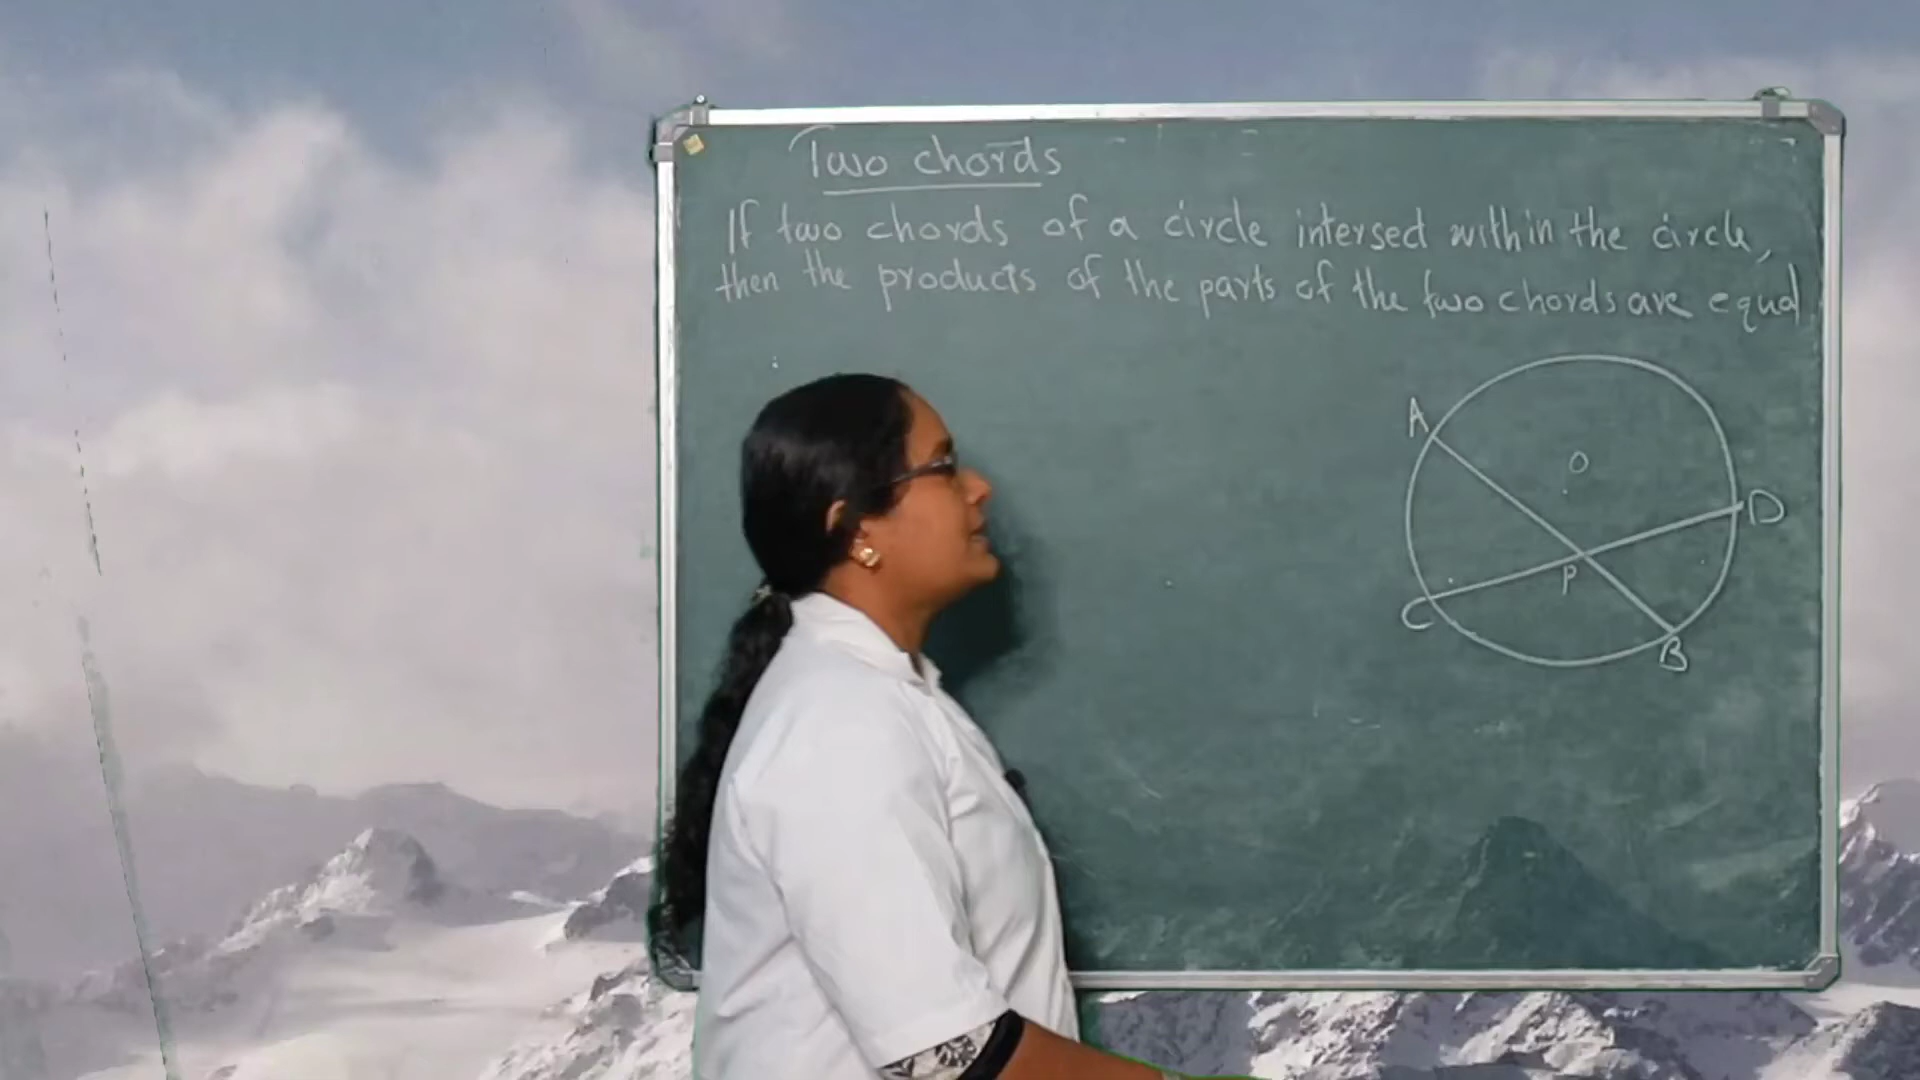 Two chords
If two chords of a circle intersed within the circle,
then the products of the parts of the two chords are equal
A
O
D
P
C
B